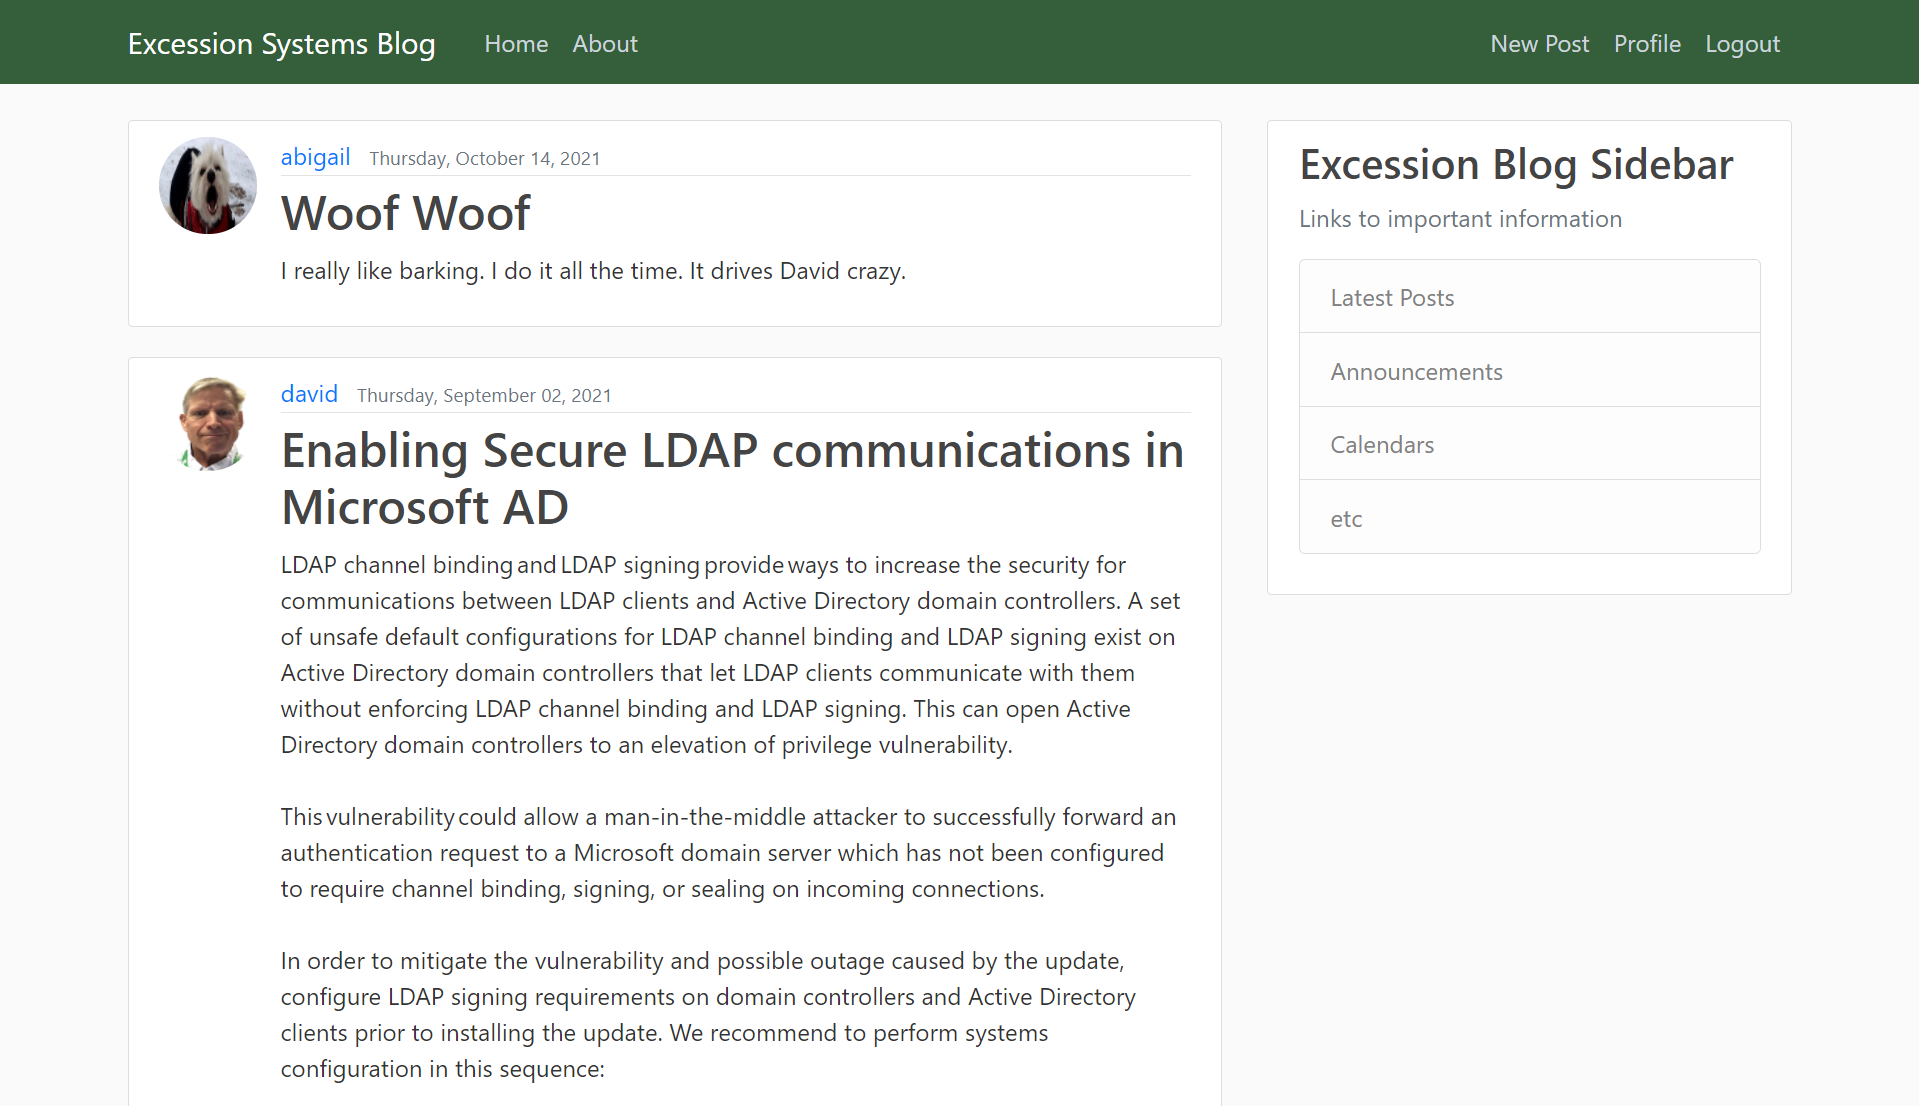 Excession Systems Blog Home About New Post Profile Logout
abigail Thursday, October 14, 2021
Woof Woof
I really like barking. I do it all the time. It drives David crazy.
david Thursday, September 02, 2021
Enabling Secure LDAP communications in
Microsoft AD
LDAP channel binding and LDAP signing provide ways to increase the security for
communications between LDAP clients and Active Directory domain controllers. A set
of unsafe default configurations for LDAP channel binding and LDAP signing exist on
Active Directory domain controllers that let LDAP clients communicate with them
without enforcing LDAP channel binding and LDAP signing. This can open Active
Directory domain controllers to an elevation of privilege vulnerability.
This vulnerability could allow a man-in-the-middle attacker to successfully forward an
authentication request to a Microsoft domain server which has not been configured
to require channel binding, signing, or sealing on incoming connections.
In order to mitigate the vulnerability and possible outage caused by the update,
configure LDAP signing requirements on domain controllers and Active Directory
clients prior to installing the update. We recommend to perform systems
configuration in this sequence:
Excession Blog Sidebar
Links to important information
Latest Posts
Announcements
Calendars
etc